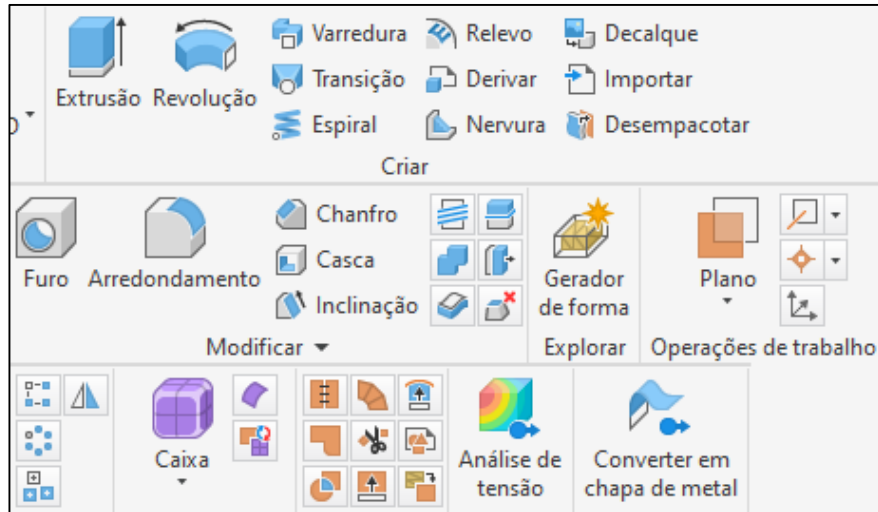 Varredura Relevo Decalque
Extrusão Revolução Transição Derivar Importar
Espiral Nervura Desempacotar
Criar
Chanfro
Furo Arredondamento Casca Gerador de forma Plano
Inclinação
Modificar Explorar Operações de trabalho
Caixa Análise de tensão Converter em chapa de metal